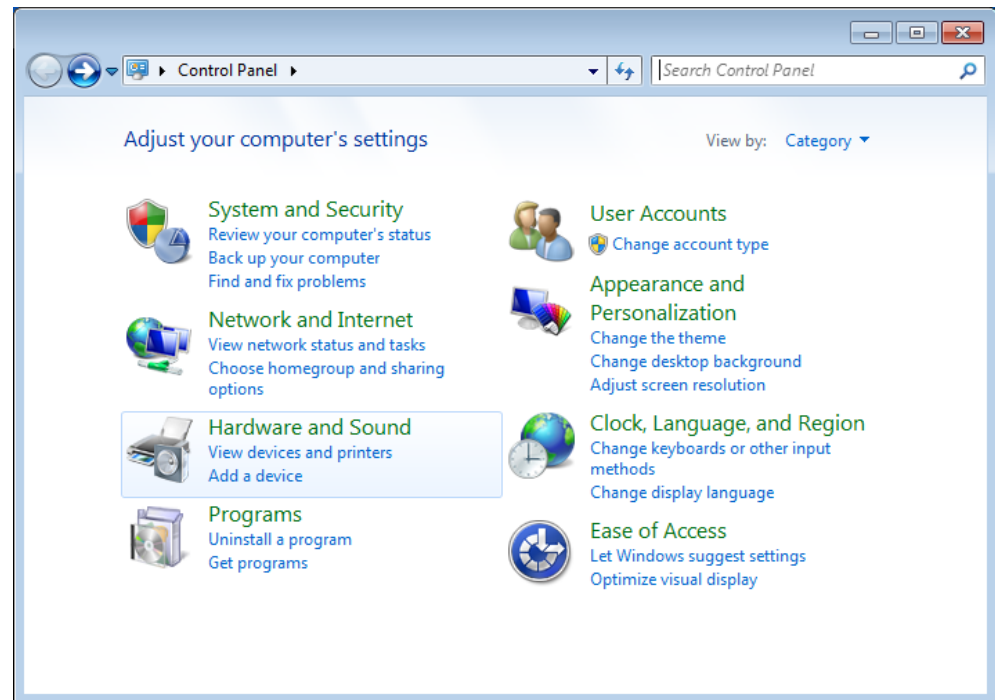 Control Panel
Search Control Panel
Adjust your computer's settings
View by: Category
System and Security
Review your computer's status
Back up your computer
Find and fix problems
Network and Internet
View network status and tasks
Choose homegroup and sharing
options
Hardware and Sound
View devices and printers
Add a device
Programs
Uninstall a program
Get programs
User Accounts
Change account type
Appearance and
Personalization
Change the theme
Change desktop background
Adjust screen resolution
Clock, Language, and Region
Change keyboards or other input
methods
Change display language
Ease of Access
Let Windows suggest settings
Optimize visual display